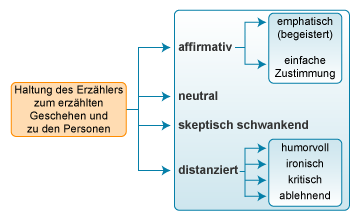 Haltung des Erzählers
zum erzählten
Geschehen und
zu den Personen
affirmativ
emphatisch
(begeistert)
einfache
Zustimmung
neutral
skeptisch schwankend
distanziert
humorvoll
ironisch
kritisch
ablehnend